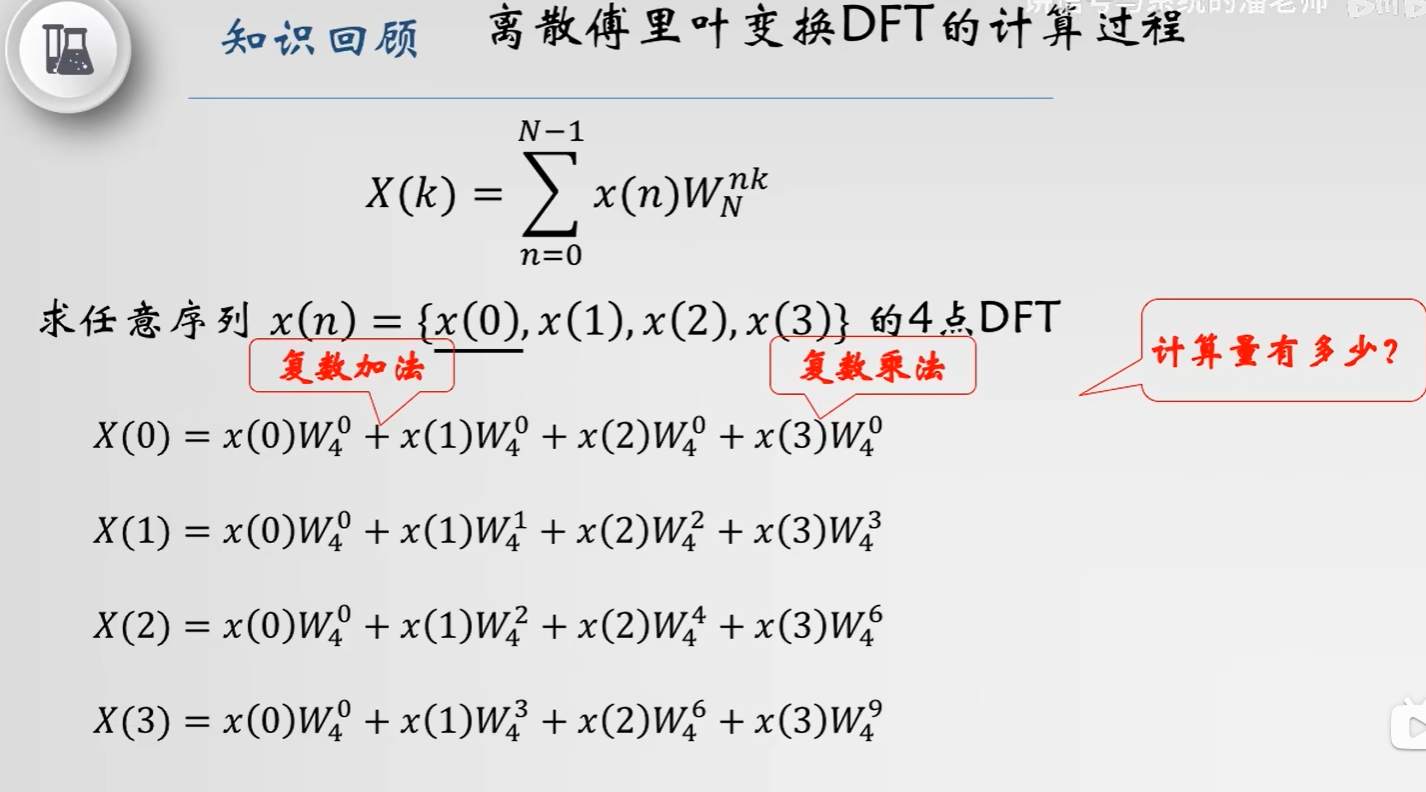 知识回顾 离散傅里叶变换DFT的计算过程
X(k) = \sum_{n=0}^{N-1} x(n)W_N^{nk}
求任意序列 x(n) = {x(0), x(1), x(2), x(3)} 的4点DFT
复数加法 复数乘法 计算量有多少?
X(0) = x(0)W_4^0 + x(1)W_4^0 + x(2)W_4^0 + x(3)W_4^0
X(1) = x(0)W_4^0 + x(1)W_4^1 + x(2)W_4^2 + x(3)W_4^3
X(2) = x(0)W_4^0 + x(1)W_4^2 + x(2)W_4^4 + x(3)W_4^6
X(3) = x(0)W_4^0 + x(1)W_4^3 + x(2)W_4^6 + x(3)W_4^9